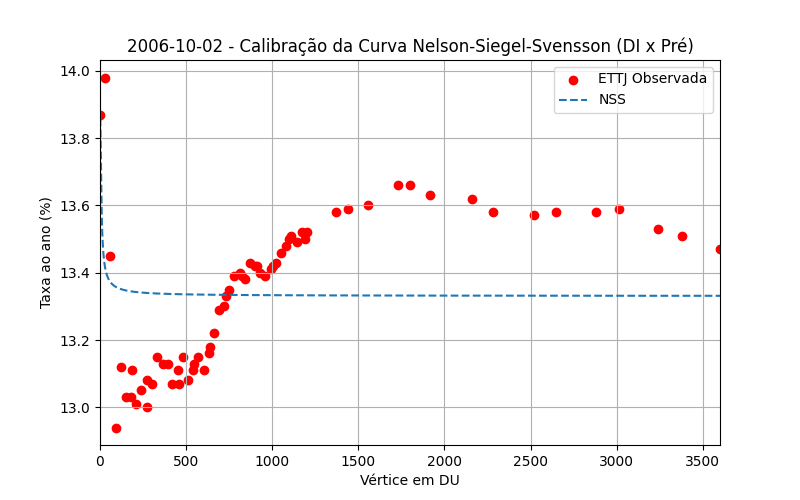 2006-10-02 - Calibração da Curva Nelson-Siegel-Svensson (DI x Pré)
14.0
13.8
13.6
13.4
13.2
13.0
Taxa ao ano (%)
ETTJ Observada
NSS
0
500
1000
1500
2000
2500
3000
3500
Vértice em DU